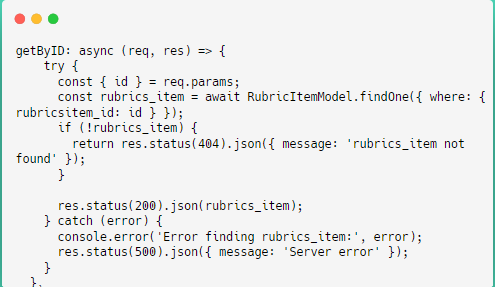 getByID: async (req, res) => {
    try {
      const { id } = req.params;
      const rubrics_item = await RubricItemModel.findOne({ where: {
rubricsitem_id: id } });
      if (!rubrics_item) {
        return res.status(404).json({ message: 'rubrics_item not
found' });
      }

      res.status(200).json(rubrics_item);
    } catch (error) {
      console.error('Error finding rubrics_item:', error);
      res.status(500).json({ message: 'Server error' });
    }
  },